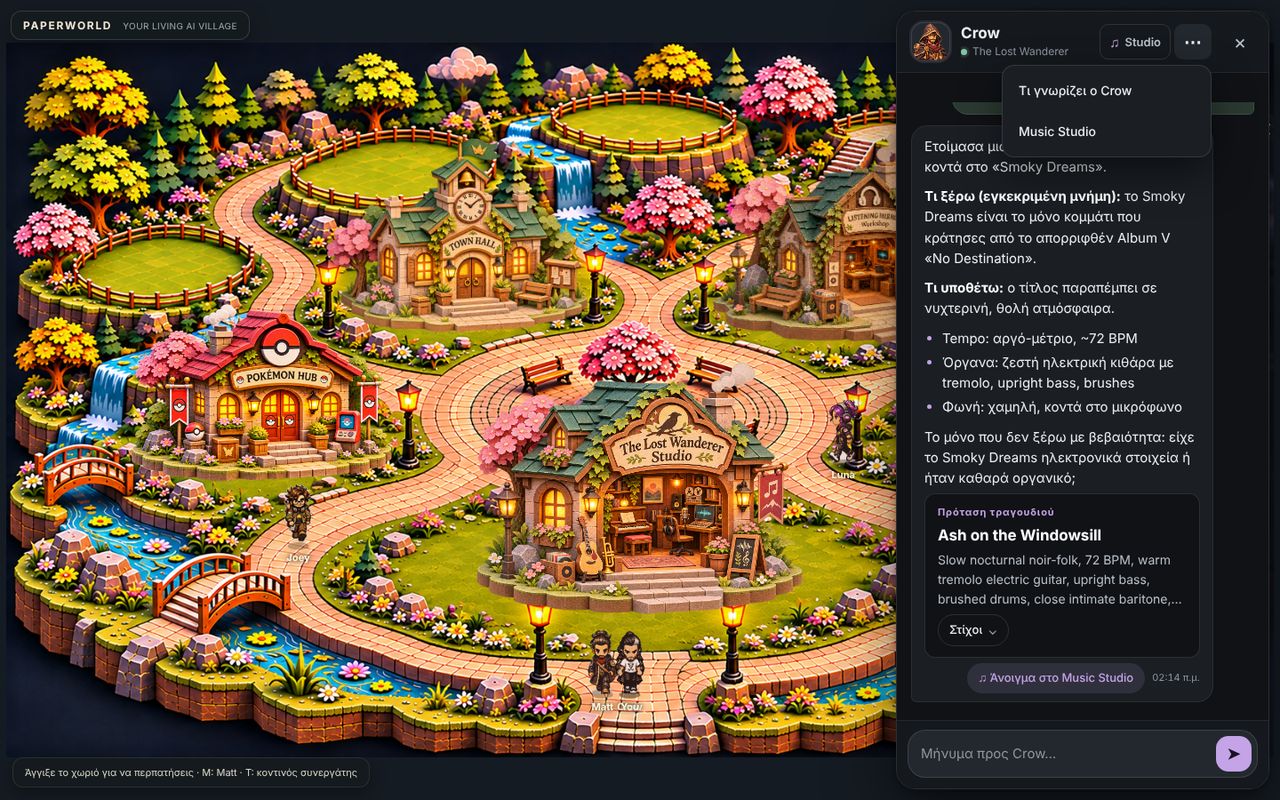 PAPERWORLD YOUR LIVING AI VILLAGE
TOWN HALL
LISTENING
Workshop
POKÉMON HUB
The Lost Wanderer
Studio
Luna
Joey
Matt
Άγγιξε το χωριό για να περπατήσεις · M: Matt · T: κοντινός συνεργάτης
Crow
The Lost Wanderer
♫ Studio
Τι γνωρίζει ο Crow
Music Studio
Ετοίμασα
κοντά στο «Smoky Dreams».
Τι ξέρω (εγκεκριμένη μνήμη): το Smoky
Dreams είναι το μόνο κομμάτι που
κράτησες από το απορριφθέν Album V
«No Destination».
Τι υποθέτω: ο τίτλος παραπέμπει σε
νυχτερινή, θολή ατμόσφαιρα.
• Tempo: αργό-μέτριο, ~72 BPM
• Όργανα: ζεστή ηλεκτρική κιθάρα με
tremolo, upright bass, brushes
• Φωνή: χαμηλή, κοντά στο μικρόφωνο
Το μόνο που δεν ξέρω με βεβαιότητα: είχε
το Smoky Dreams ηλεκτρονικά στοιχεία ή
ήταν καθαρά οργανικό;
Πρόταση τραγουδιού
Ash on the Windowsill
Slow nocturnal noir-folk, 72 BPM, warm
tremolo electric guitar, upright bass,
brushed drums, close intimate baritone,...
Στίχοι
♫ Άνοιγμα στο Music Studio 02:14 π.μ.
Μήνυμα προς Crow...